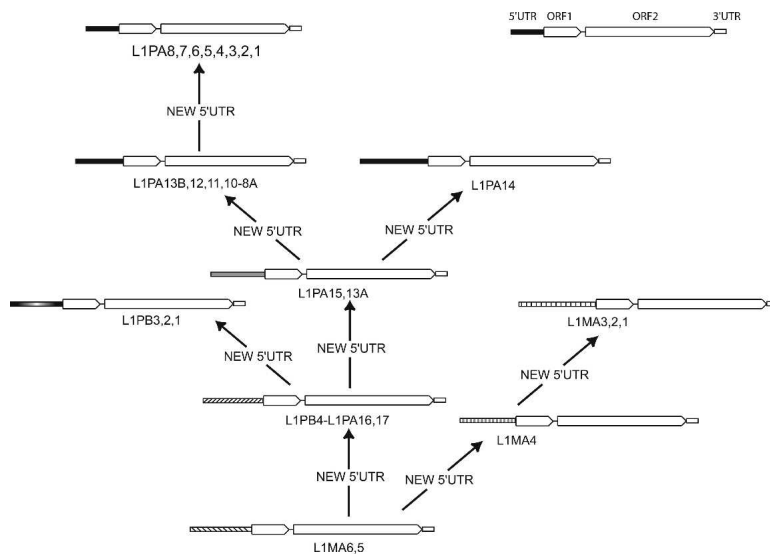 5'UTR ORF1 ORF2 3'UTR
L1PA8,7,6,5,4,3,2,1
NEW 5'UTR
L1PA13B,12,11,10-8A
L1PA14
NEW 5'UTR
NEW 5'UTR
L1PA15,13A
L1PB3,2,1
L1MA3,2,1
NEW 5'UTR
NEW 5'UTR
NEW 5'UTR
L1PB4-L1PA16,17
L1MA4
NEW 5'UTR
NEW 5'UTR
L1MA6,5